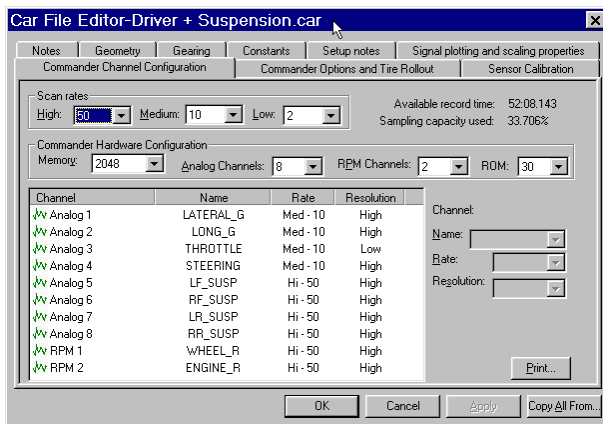 Car File Editor-Driver + Suspension.car
Notes Geometry Gearing Constants Setup notes Signal plotting and scaling properties
Commander Channel Configuration Commander Options and Tire Rollout Sensor Calibration
Scan rates
High: 50 Medium: 10 Low: 2
Available record time: 52:08.143
Sampling capacity used: 33.706%
Commander Hardware Configuration
Memory: 2048 Analog Channels: 8 RPM Channels: 2 ROM: 30
Channel Name Rate Resolution
Analog 1 LATERAL_G Med - 10 High
Analog 2 LONG_G Med - 10 High
Analog 3 THROTTLE Med - 10 Low
Analog 4 STEERING Med - 10 High
Analog 5 LF_SUSP Hi - 50 High
Analog 6 RF_SUSP Hi - 50 High
Analog 7 LR_SUSP Hi - 50 High
Analog 8 RR_SUSP Hi - 50 High
RPM 1 WHEEL_R Hi - 50 High
RPM 2 ENGINE_R Hi - 50 High
Channel:
Name:
Rate:
Resolution:
Print...
OK Cancel Apply Copy All From...